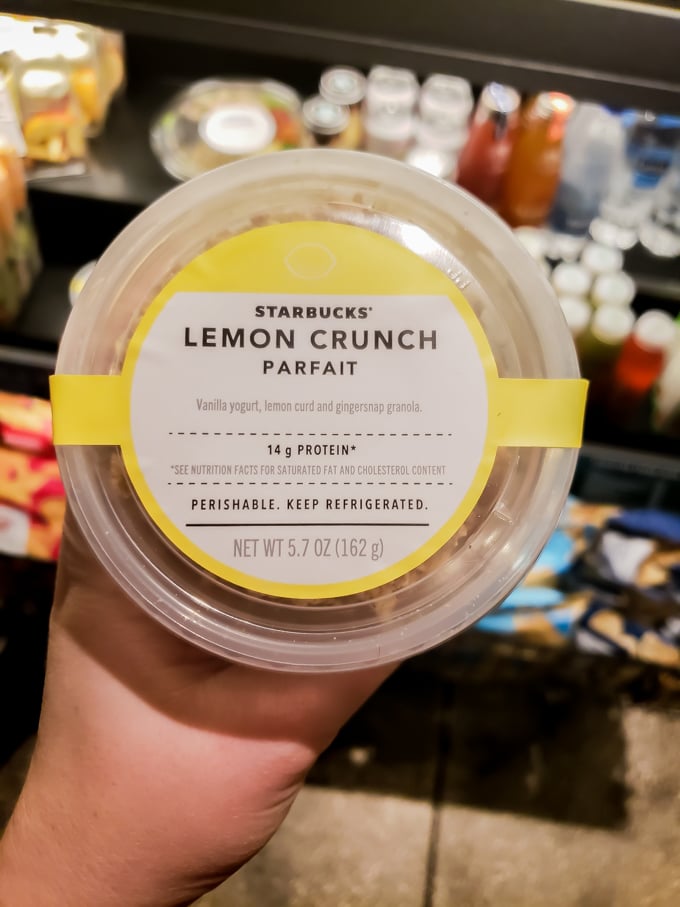 STARBUCKS®
LEMON CRUNCH
PARFAIT
Vanilla yogurt, lemon curd and gingersnap granola.
14 g PROTEIN*
*SEE NUTRITION FACTS FOR SATURATED FAT AND CHOLESTEROL CONTENT
PERISHABLE. KEEP REFRIGERATED.
NET WT 5.7 OZ (162 g)